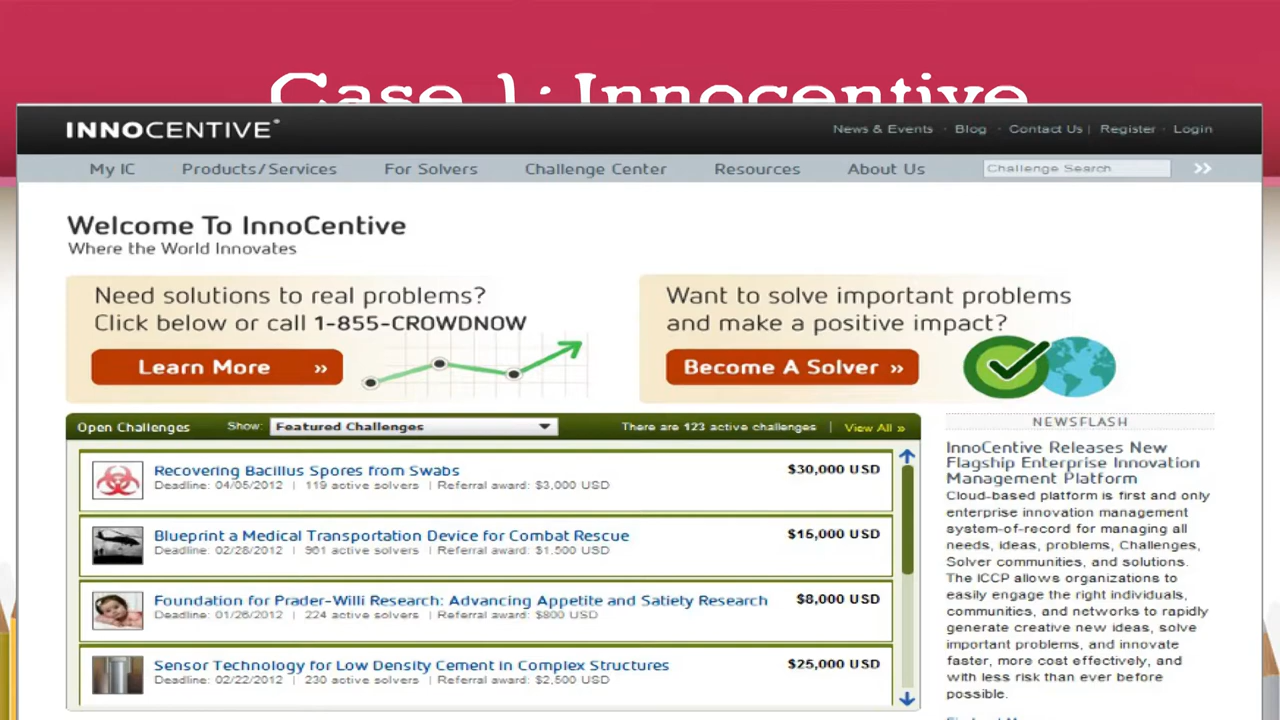 Case 1: Innocentive
INNOCENTIVE®
News & Events · Blog · Contact Us | Register · Login
My IC Products/Services For Solvers Challenge Center Resources About Us Challenge Search »
Welcome To InnoCentive
Where the World Innovates
Need solutions to real problems?
Click below or call 1-855-CROWDNOW
Learn More »
Want to solve important problems
and make a positive impact?
Become A Solver »
Open Challenges Show: Featured Challenges There are 123 active challenges | View All »
Recovering Bacillus Spores from Swabs $30,000 USD
Deadline: 04/05/2012 | 119 active solvers | Referral award: $3,000 USD
Blueprint a Medical Transportation Device for Combat Rescue $15,000 USD
Deadline: 02/28/2012 | 961 active solvers | Referral award: $1,500 USD
Foundation for Prader-Willi Research: Advancing Appetite and Satiety Research $8,000 USD
Deadline: 01/26/2012 | 224 active solvers | Referral award: $800 USD
Sensor Technology for Low Density Cement in Complex Structures $25,000 USD
Deadline: 02/22/2012 | 230 active solvers | Referral award: $2,500 USD
NEWSFLASH
InnoCentive Releases New
Flagship Enterprise Innovation
Management Platform
Cloud-based platform is first and only
enterprise innovation management
system-of-record for managing all
needs, ideas, problems, Challenges,
Solver communities, and solutions.
The ICCP allows organizations to
easily engage the right individuals,
communities, and networks to rapidly
generate creative new ideas, solve
important problems, and innovate
faster, more cost effectively, and
with less risk than ever before
possible.